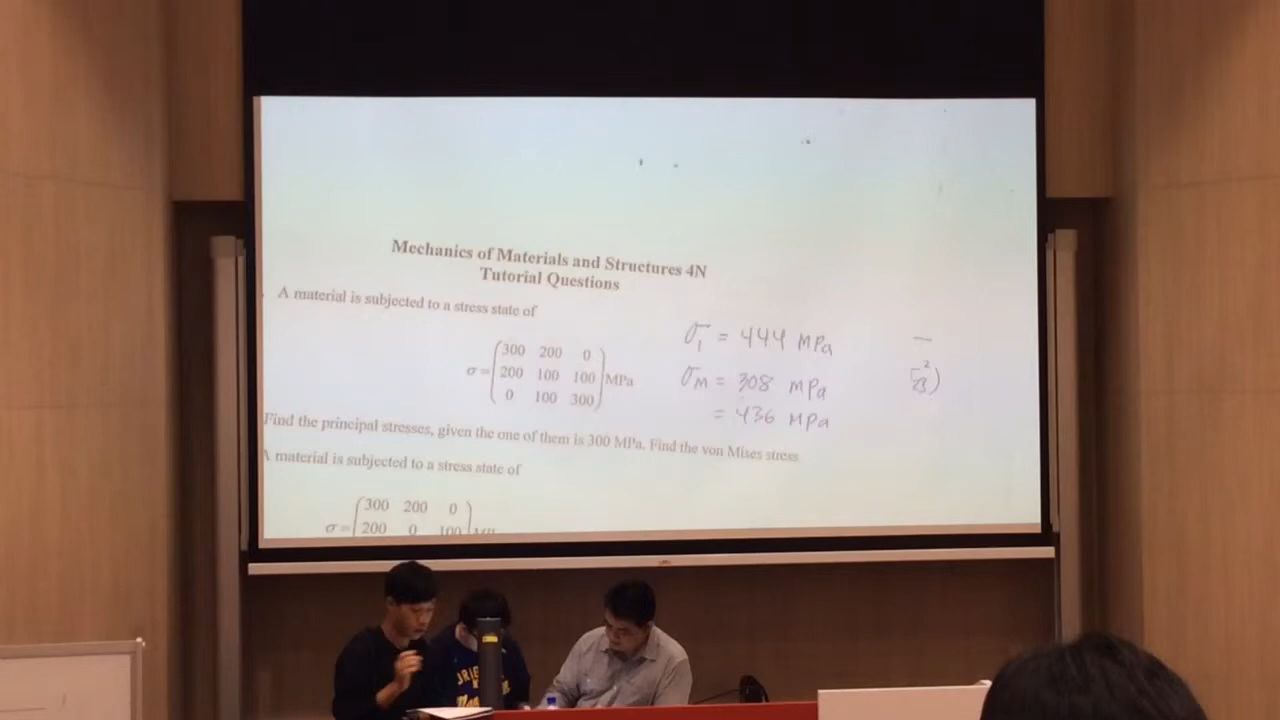 Mechanics of Materials and Structures 4N
Tutorial Questions
A material is subjected to a stress state of
σ = (300 200 0
200 100 100
0 100 300) MPa
σ₁ = 444 MPa
σM = 308 MPa
= 436 MPa
Find the principal stresses, given the one of them is 300 MPa. Find the von Mises stress
A material is subjected to a stress state of
σ = (300 200 0
200 0 100